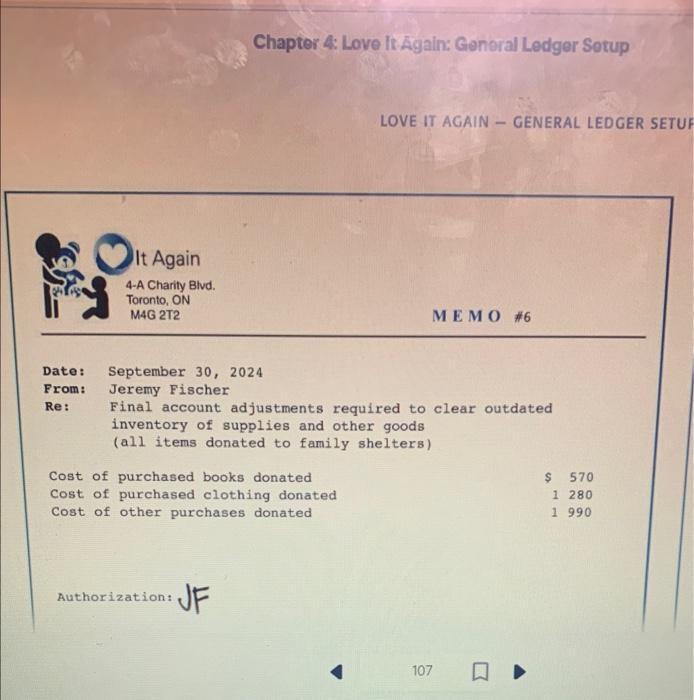 Chapter 4: Love It Again: General Ledger Setup
LOVE IT AGAIN — GENERAL LEDGER SETUP
It Again
4-A Charity Blvd.
Toronto, ON
M4G 2T2
MEMO #6
Date: September 30, 2024
From: Jeremy Fischer
Re: Final account adjustments required to clear outdated
inventory of supplies and other goods
(all items donated to family shelters)
Cost of purchased books donated $ 570
Cost of purchased clothing donated 1 280
Cost of other purchases donated 1 990
Authorization: JF
107